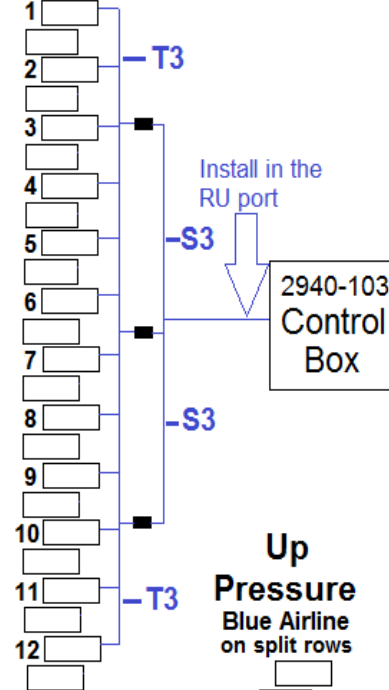 1
T3
2
3
Install in the
RU port
4
S3
5
2940-103
Control
Box
6
7
8
S3
9
10
Up
Pressure
Blue Airline
on split rows
11
T3
12